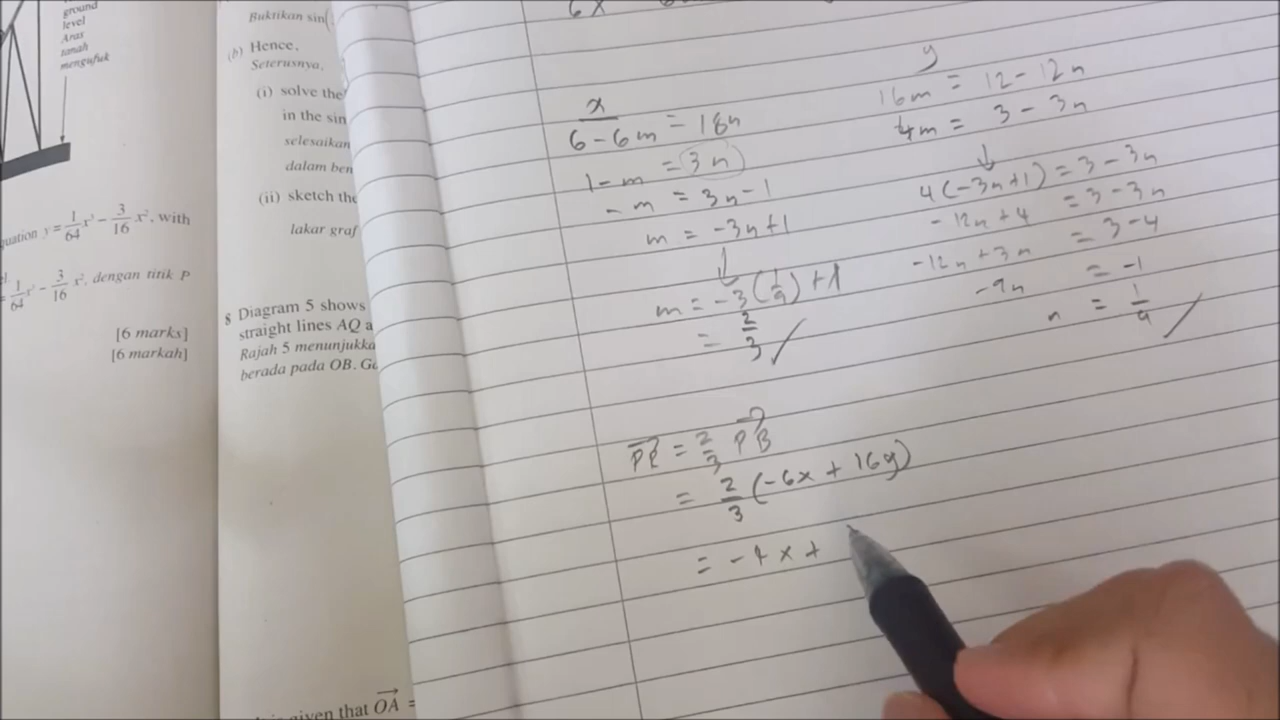 ground
level
Aras
tanah
mengufuk
uation y = 1/64 x³ − 3/16 x², with
= 1/64 x³ − 3/16 x², dengan titik P
[6 marks]
[6 markah]
Buktikan sin(
(b) Hence,
Seterusnya,
(i) solve the
in the sin
selesaikan
dalam ben
(ii) sketch the
lakar graf
8 Diagram 5 shows
straight lines AQ a
Rajah 5 menunjukka
berada pada OB. Ga
is given that →OA =
6x
x
6 − 6m = 18n
1 − m = 3n
− m = 3n − 1
m = −3n + 1
↓
m = −3(1/9) + 1
= 2/3 /
y
16m = 12 − 12n
4m = 3 − 3n
↓
4(−3n+1) = 3 − 3n
−12n + 4 = 3 − 3n
−12n + 3n = 3 − 4
−9n = −1
n = 1/9 /
→PR = 2/3 →PB
= 2/3 (−6x + 16y)
= −4x +